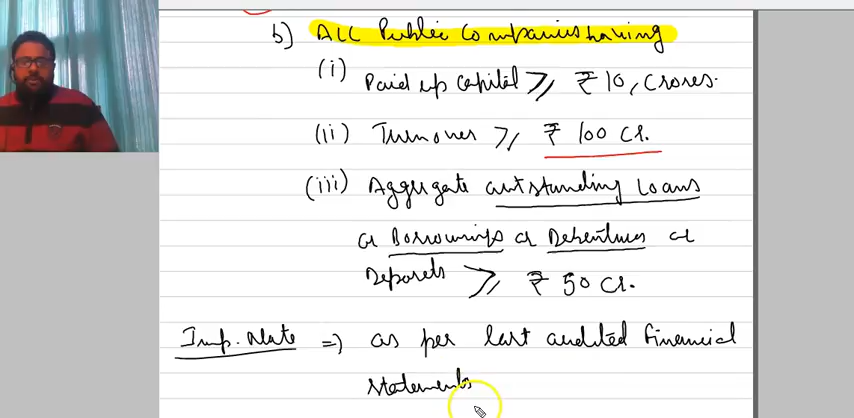 b) All Public Companies having
(i) Paid up Capital ≥ ₹ 10, Crores.
(ii) Turnover ≥ ₹ 100 Cr.
(iii) Aggregate outstanding Loans
or Borrowings or Debentures or
Deposits ≥ ₹ 50 Cr.
Imp. Note => as per last audited Financial
statements